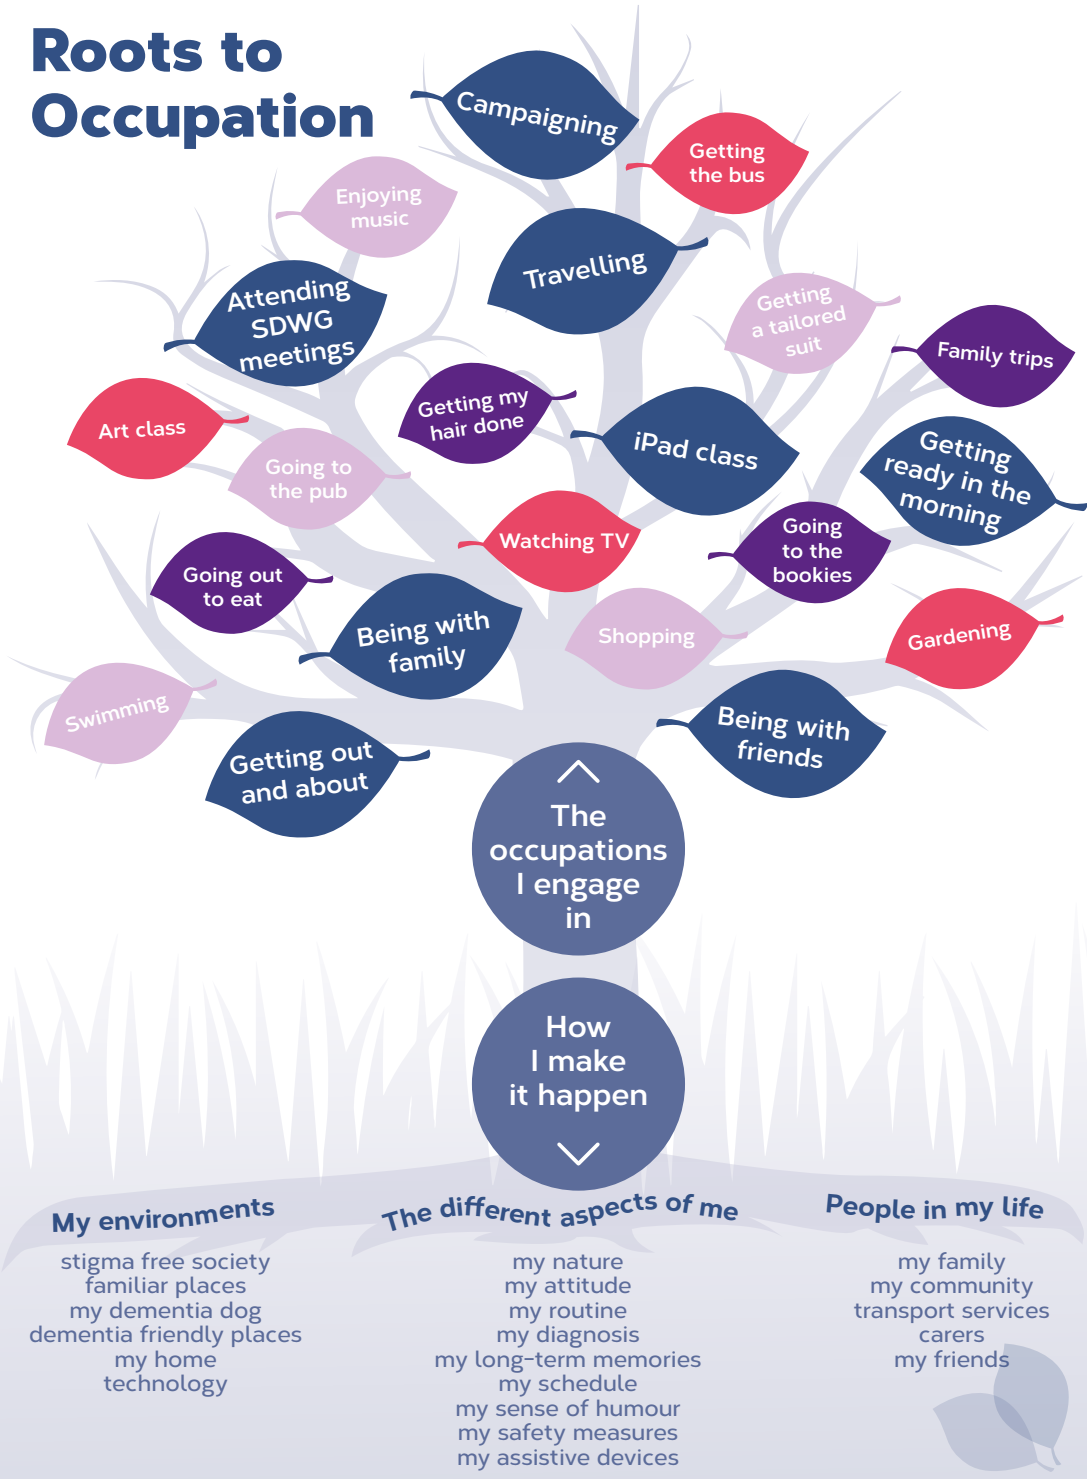 Roots to
Occupation
Campaigning
Getting
the bus
Enjoying
music
Travelling
Attending
SDWG
meetings
Getting
a tailored
suit
Family trips
Art class
Getting my
hair done
iPad class
Getting
ready in the
morning
Going to
the pub
Watching TV
Going
to the
bookies
Going out
to eat
Being with
family
Shopping
Gardening
Swimming
Getting out
and about
Being with
friends
The
occupations
I engage
in
How
I make
it happen
My environments
stigma free society
familiar places
my dementia dog
dementia friendly places
my home
technology
The different aspects of me
my nature
my attitude
my routine
my diagnosis
my long-term memories
my schedule
my sense of humour
my safety measures
my assistive devices
People in my life
my family
my community
transport services
carers
my friends